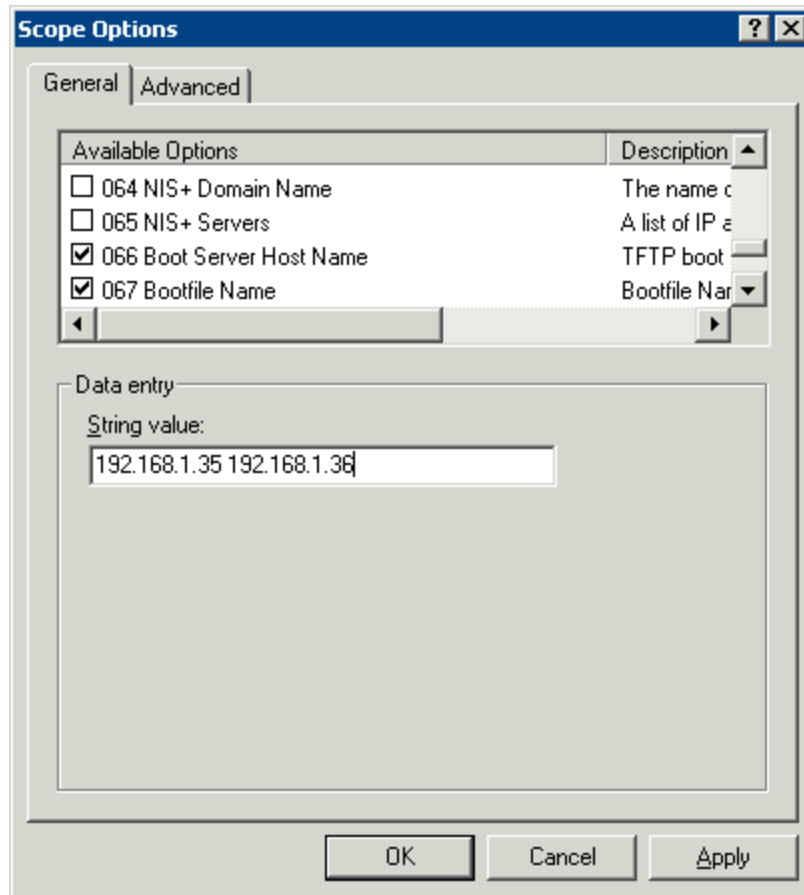 Scope Options
General Advanced
Available Options Description
064 NIS+ Domain Name The name
065 NIS+ Servers A list of IP a
066 Boot Server Host Name TFTP boot
067 Bootfile Name Bootfile Nar
Data entry
String value:
192.168.1.35 192.168.1.36
OK Cancel Apply